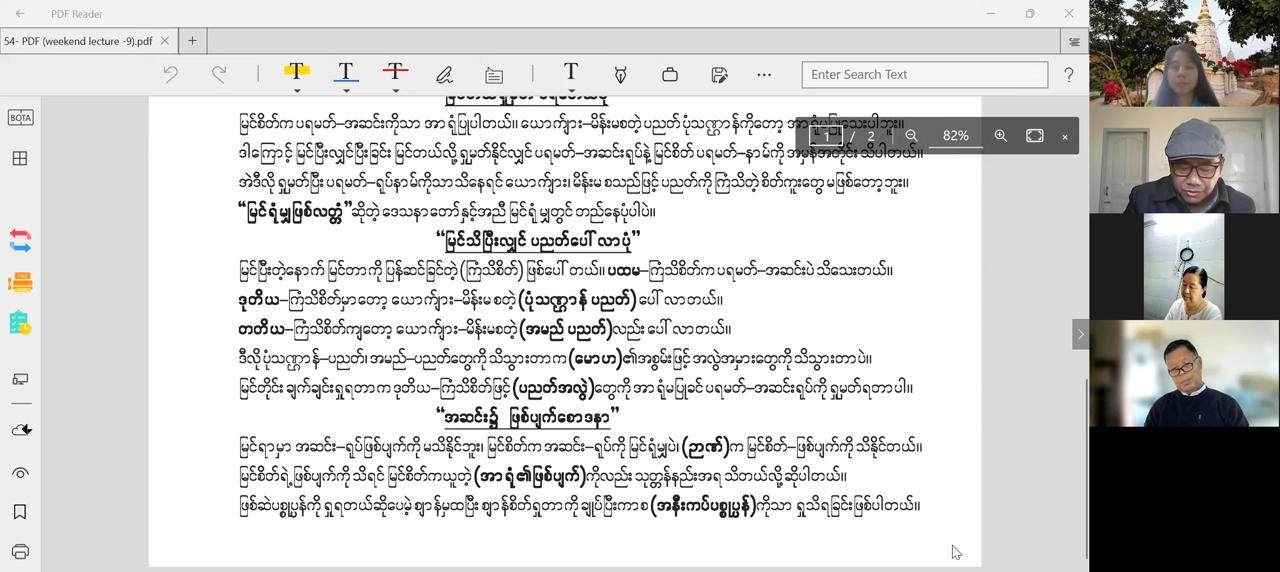 PDF Reader
54- PDF (weekend lecture -9).pdf
Enter Search Text
BOTA
1 / 2 82%
မြင်စိတ်က ပရမတ်–အဆင်းကိုသာ အာရုံပြုပါတယ်။ ယောက်ျား–မိန်းမစတဲ့ ပညတ် ပုံသဏ္ဌာန်ကိုတော့ အာရုံမပြုသေးပါဘူး။
ဒါကြောင့် မြင်ပြီးလျှင်ပြီးခြင်း မြင်တယ်လို့ ရှုမှတ်နိုင်လျှင် ပရမတ်–အဆင်းရုပ်နဲ့ မြင်စိတ် ပရမတ်–နာမ်ကို အမှန်အတိုင်း သိပါတယ်။
အဲဒီလို ရှုမှတ်ပြီး ပရမတ်–ရုပ်နာမ်ကိုသာ သိနေရင် ယောက်ျား၊ မိန်းမ စသည်ဖြင့် ပညတ်ကို ကြံသိတဲ့ စိတ်ကူးတွေ မဖြစ်တော့ဘူး။
“မြင်ရုံမျှဖြစ်လတ္တံ့”ဆိုတဲ့ ဒေသနာတော်နှင့်အညီ မြင်ရုံမျှတွင် တည်နေပုံပါပဲ။
“မြင်သိပြီးလျှင် ပညတ်ပေါ်လာပုံ”
မြင်ပြီးတဲ့နောက် မြင်တာကို ပြန်ဆင်ခြင်တဲ့ (ကြံသိစိတ်) ဖြစ်ပေါ်တယ်။ ပထမ–ကြံသိစိတ်က ပရမတ်–အဆင်းပဲ သိသေးတယ်။
ဒုတိယ–ကြံသိစိတ်မှာတော့ ယောက်ျား–မိန်းမ စတဲ့ (ပုံသဏ္ဌာန် ပညတ်) ပေါ်လာတယ်။
တတိယ–ကြံသိစိတ်ကျတော့ ယောက်ျား–မိန်းမစတဲ့ (အမည် ပညတ်)လည်း ပေါ်လာတယ်။
ဒီလိုပုံသဏ္ဌာန်–ပညတ်၊ အမည်–ပညတ်တွေကို သိသွားတာက (မောဟ)၏အစွမ်းဖြင့် အလွဲအမှားတွေကို သိသွားတာပဲ။
မြင်တိုင်း ချက်ချင်းရှုရတာက ဒုတိယ–ကြံသိစိတ်ဖြင့် (ပညတ်အလွဲ)တွေကို အာရုံမပြုခင် ပရမတ်–အဆင်းရုပ်ကို ရှုမှတ်ရတာပါ။
“အဆင်း၌ ဖြစ်ပျက်စောဒနာ”
မြင်ရာမှာ အဆင်း–ရုပ်ဖြစ်ပျက်ကို မသိနိုင်ဘူး၊ မြင်စိတ်က အဆင်း–ရုပ်ကို မြင်ရုံမျှပဲ၊ (ဉာဏ်)က မြင်စိတ်–ဖြစ်ပျက်ကို သိနိုင်တယ်။
မြင်စိတ်ရဲ့ ဖြစ်ပျက်ကို သိရင် မြင်စိတ်ကယူတဲ့ (အာရုံ၏ဖြစ်ပျက်)ကိုလည်း သုတ္တန်နည်းအရ သိတယ်လို့ ဆိုပါတယ်။
ဖြစ်ဆဲပစ္စုပ္ပန်ကို ရှုရတယ်ဆိုပေမဲ့ ဈာန်မှထပြီး ဈာန်စိတ်ရှုတာကို ချုပ်ပြီးကာစ (အနီးကပ်ပစ္စုပ္ပန်)ကိုသာ ရှုသိရခြင်းဖြစ်ပါတယ်။